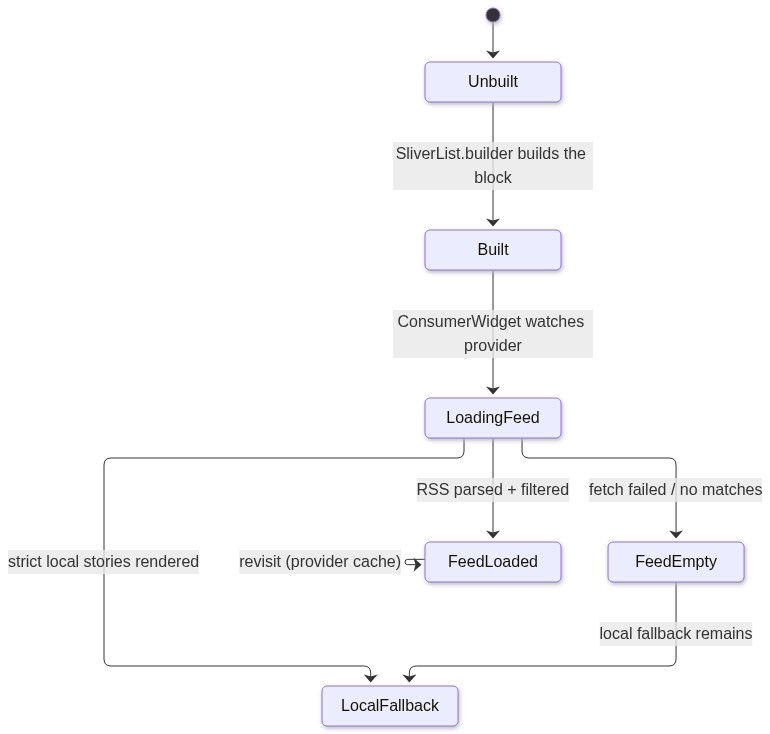 Unbuilt
SliverList.builder builds the
block
Built
ConsumerWidget watches
provider
LoadingFeed
RSS parsed + filtered
fetch failed / no matches
strict local stories rendered
revisit (provider cache)
FeedLoaded
FeedEmpty
local fallback remains
LocalFallback